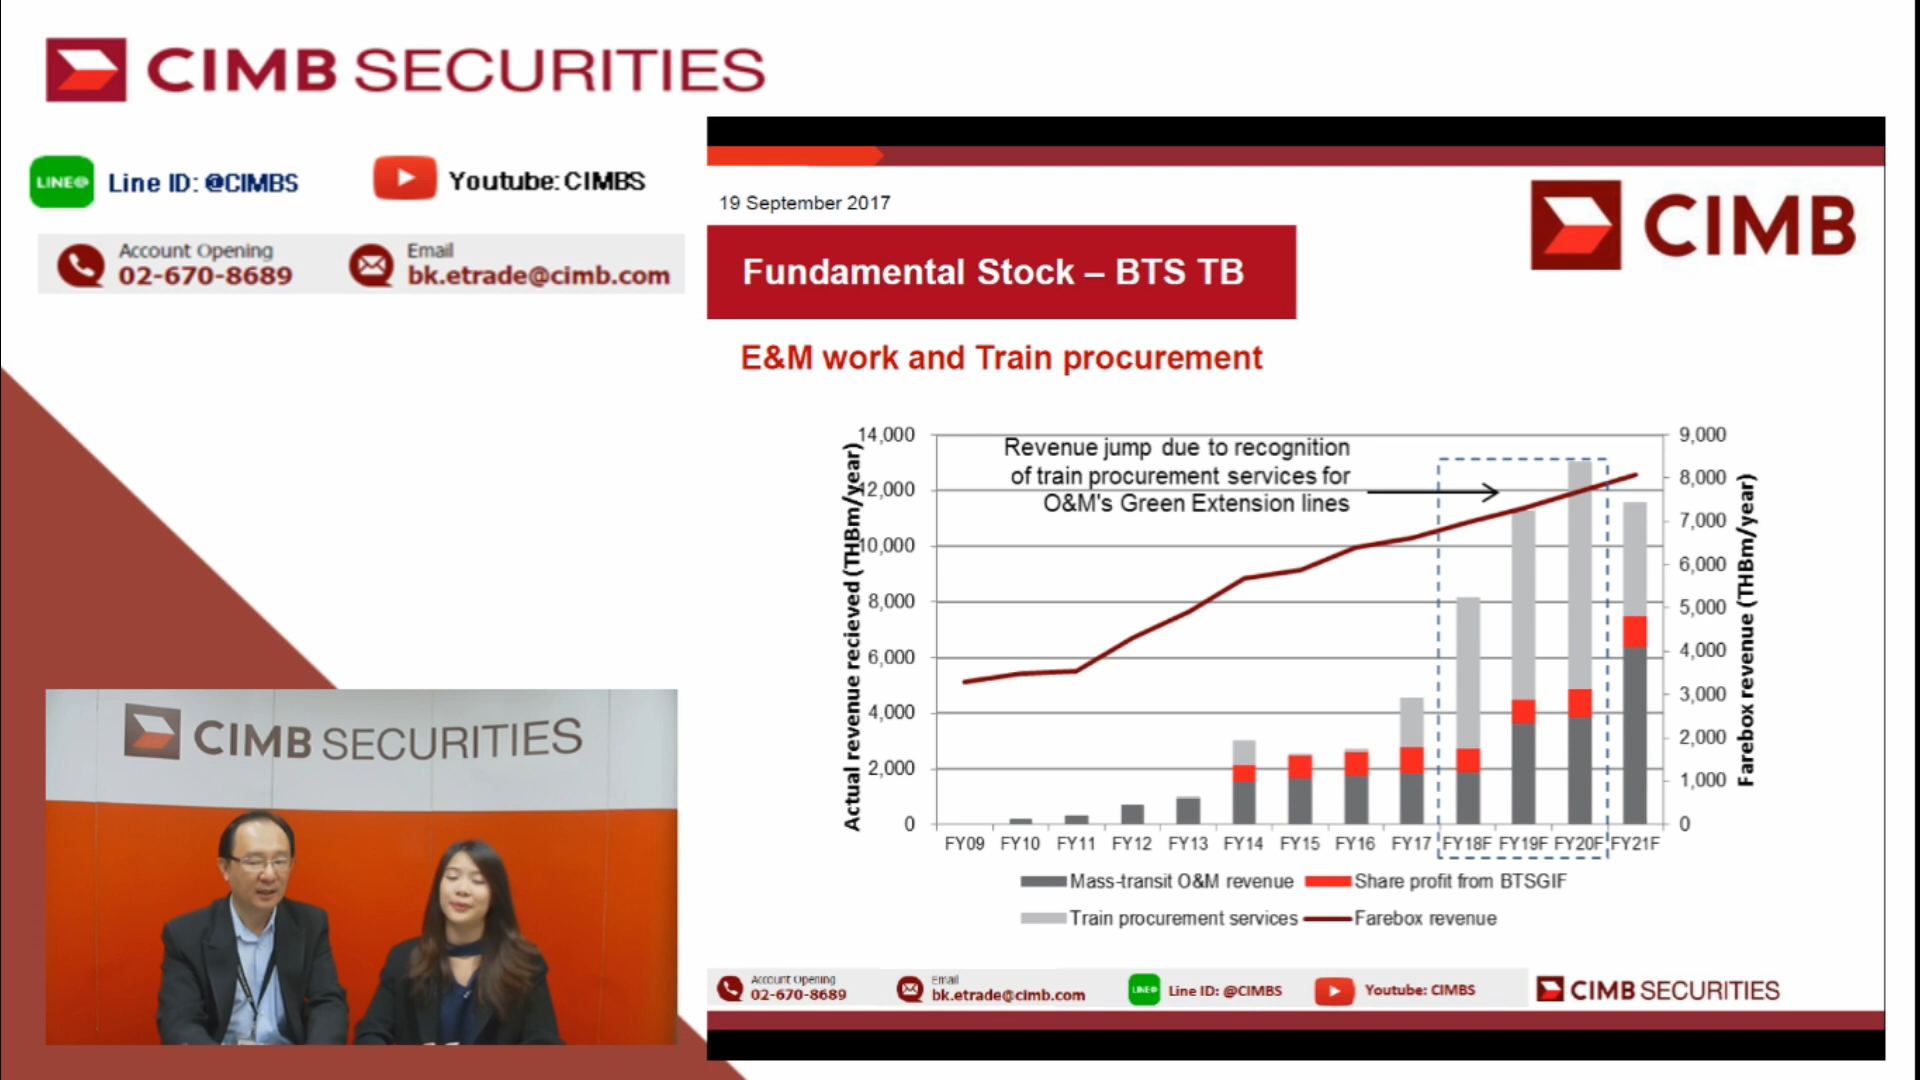 CIMB SECURITIES
LINE@
Line ID: @CIMBS
Youtube: CIMBS
Account Opening
02-670-8689
Email
bk.etrade@cimb.com
19 September 2017
CIMB
Fundamental Stock – BTS TB
E&M work and Train procurement
Actual revenue recieved (THBm/year)
14,000
12,000
10,000
8,000
6,000
4,000
2,000
0
Revenue jump due to recognition
of train procurement services for
O&M's Green Extension lines
9,000
8,000
7,000
6,000
5,000
4,000
3,000
2,000
1,000
0
Farebox revenue (THBm/year)
FY09 FY10 FY11 FY12 FY13 FY14 FY15 FY16 FY17 FY18F FY19F FY20F FY21F
Mass-transit O&M revenue Share profit from BTSGIF
Train procurement services Farebox revenue
CIMB SECURITIES
Account Opening
02-670-8689
Email
bk.etrade@cimb.com
LINE@
Line ID: @CIMBS
Youtube: CIMBS
CIMB SECURITIES